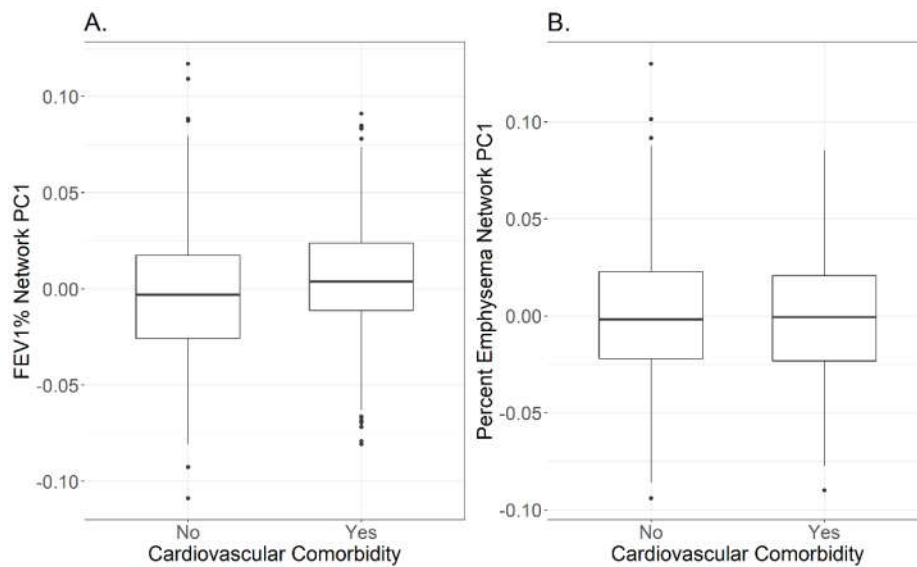 A.
FEV1% Network PC1
0.10
0.05
0.00
-0.05
-0.10
No Yes
Cardiovascular Comorbidity
B.
Percent Emphysema Network PC1
0.10
0.05
0.00
-0.05
-0.10
No Yes
Cardiovascular Comorbidity